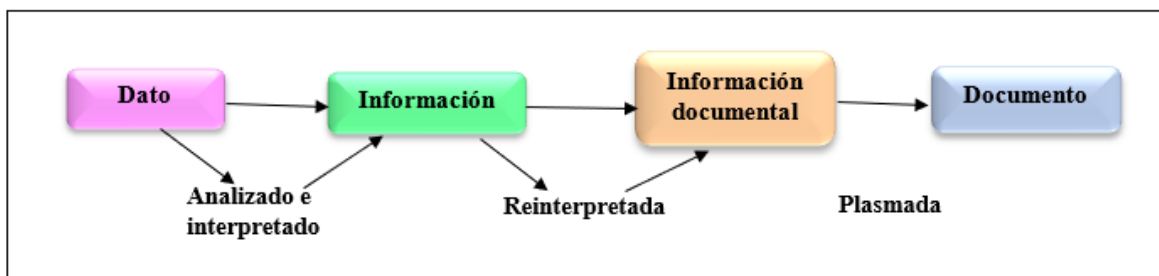 Dato
Información
Información
documental
Documento
Analizado e
interpretado
Reinterpretada
Plasmada